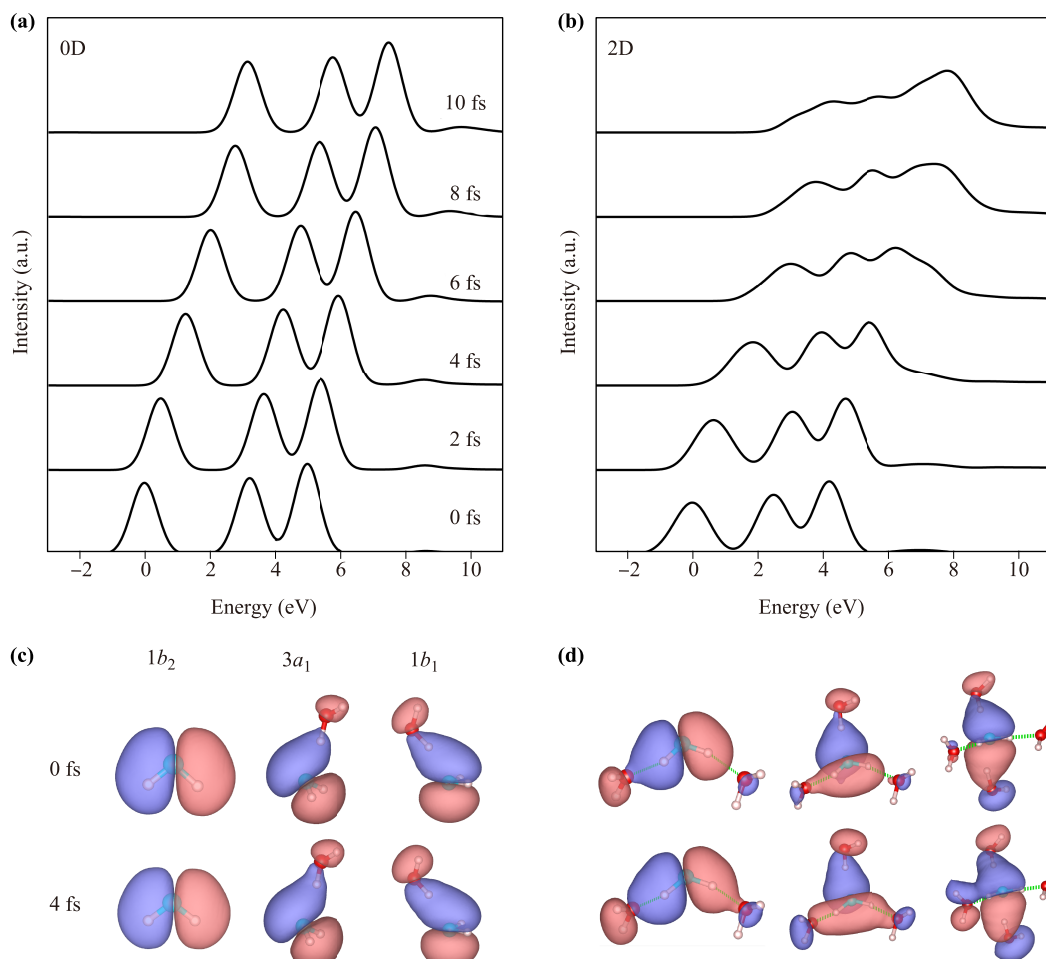 (a)
0D
10 fs
8 fs
6 fs
4 fs
2 fs
0 fs
Intensity (a.u.)
−2 0 2 4 6 8 10
Energy (eV)
(b)
2D
Intensity (a.u.)
−2 0 2 4 6 8 10
Energy (eV)
(c)
1b2 3a1 1b1
0 fs
4 fs
(d)